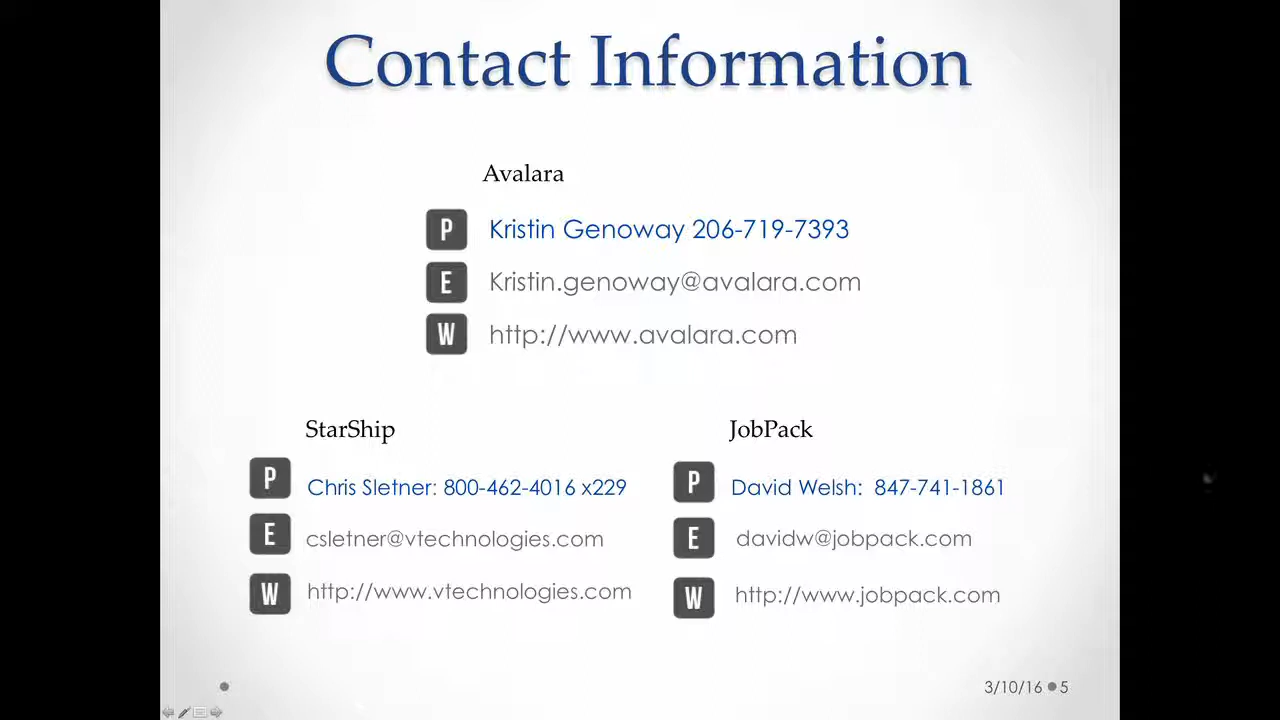 Contact Information
Avalara
P Kristin Genoway 206-719-7393
E Kristin.genoway@avalara.com
W http://www.avalara.com
StarShip
P Chris Sletner: 800-462-4016 x229
E csletner@vtechnologies.com
W http://www.vtechnologies.com
JobPack
P David Welsh: 847-741-1861
E davidw@jobpack.com
W http://www.jobpack.com
3/10/16 5